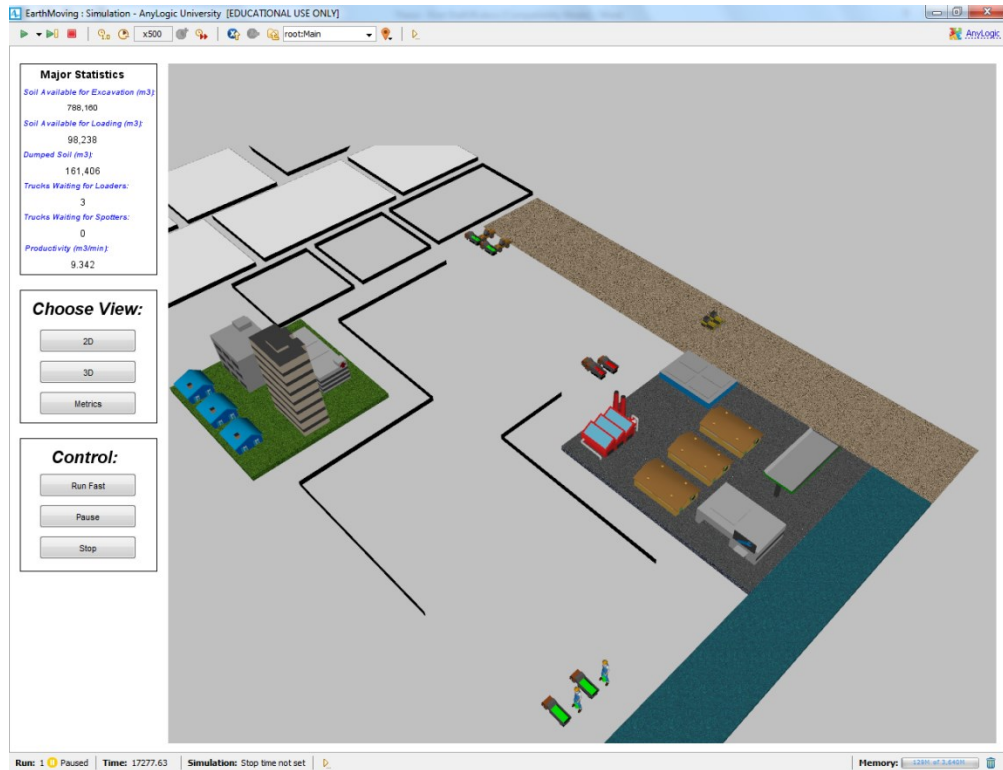 EarthMoving : Simulation - AnyLogic University [EDUCATIONAL USE ONLY]
x500
root:Main
AnyLogic
Major Statistics
Soil Available for Excavation (m3):
788,160
Soil Available for Loading (m3):
98,238
Dumped Soil (m3):
161,406
Trucks Waiting for Loaders:
3
Trucks Waiting for Spotters:
0
Productivity (m3/min):
9.342
Choose View:
2D
3D
Metrics
Control:
Run Fast
Pause
Stop
Run: 1 Paused Time: 17277.63 Simulation: Stop time not set Memory: